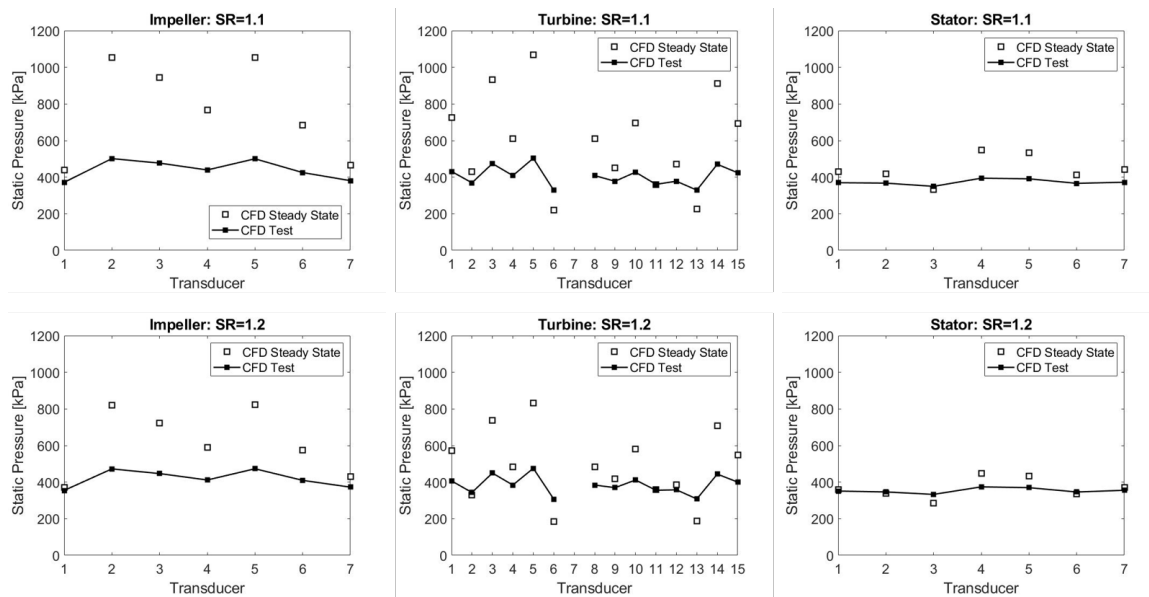 Impeller: SR=1.1
Static Pressure [kPa]
1200
1000
800
600
400
200
0
CFD Steady State
CFD Test
1 2 3 4 5 6 7
Transducer
Turbine: SR=1.1
Static Pressure [kPa]
1200
1000
800
600
400
200
0
CFD Steady State
CFD Test
1 2 3 4 5 6 7 8 9 10 11 12 13 14 15
Transducer
Stator: SR=1.1
Static Pressure [kPa]
1200
1000
800
600
400
200
0
CFD Steady State
CFD Test
1 2 3 4 5 6 7
Transducer
Impeller: SR=1.2
Static Pressure [kPa]
1200
1000
800
600
400
200
0
CFD Steady State
CFD Test
1 2 3 4 5 6 7
Transducer
Turbine: SR=1.2
Static Pressure [kPa]
1200
1000
800
600
400
200
0
CFD Steady State
CFD Test
1 2 3 4 5 6 7 8 9 10 11 12 13 14 15
Transducer
Stator: SR=1.2
Static Pressure [kPa]
1200
1000
800
600
400
200
0
CFD Steady State
CFD Test
1 2 3 4 5 6 7
Transducer